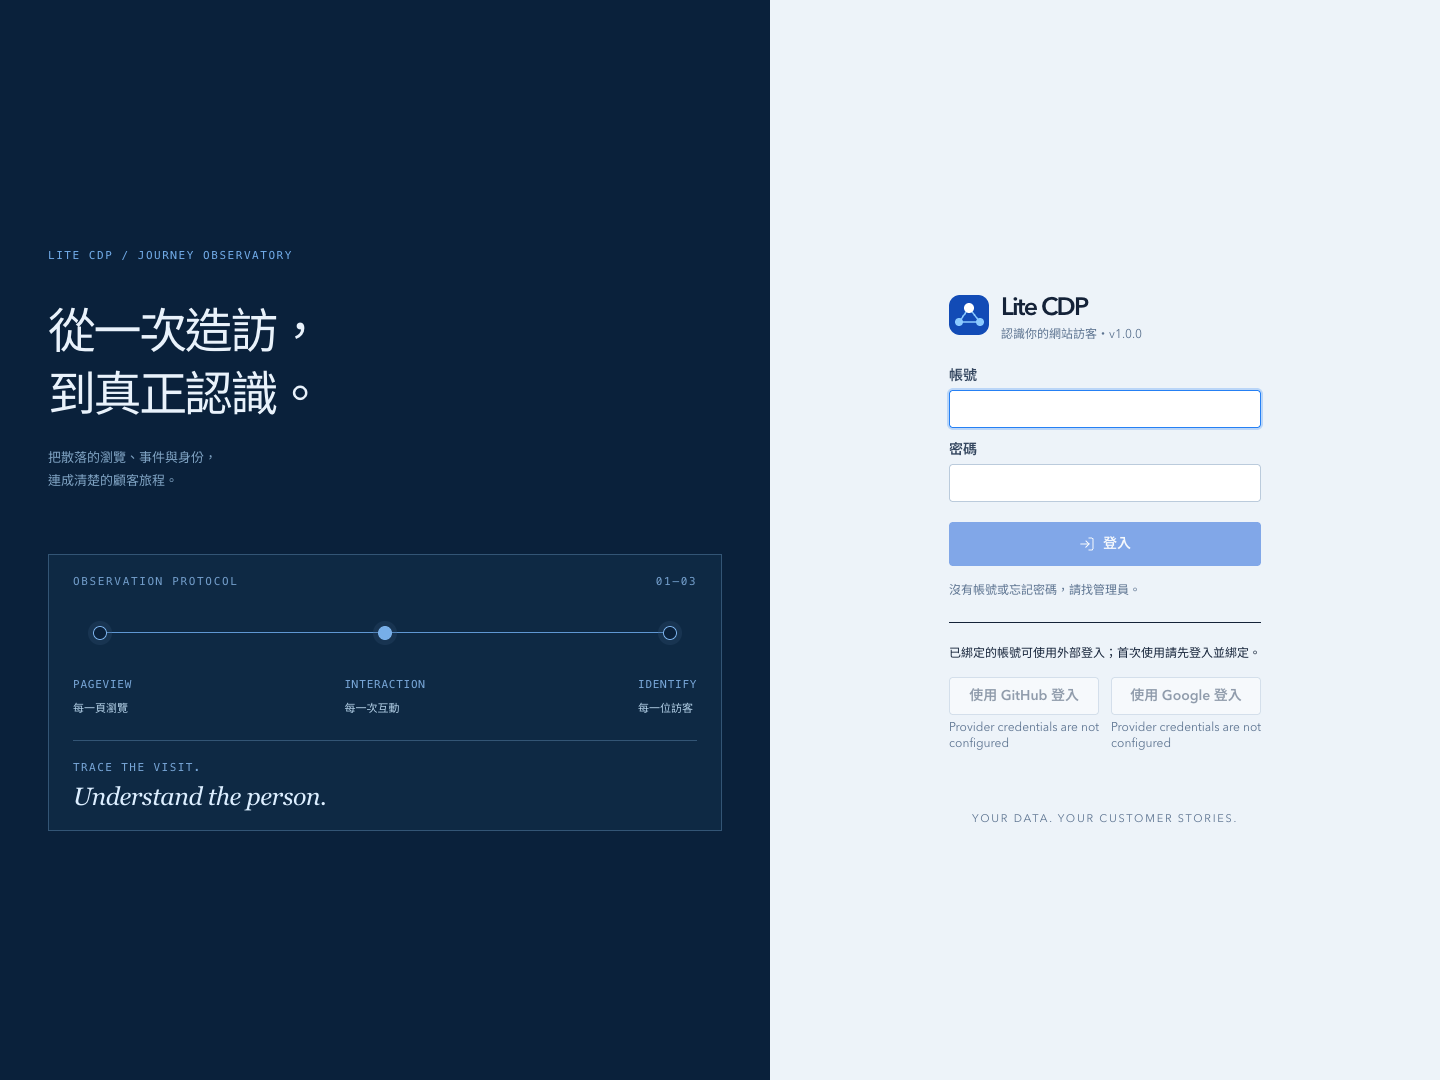 LITE CDP / JOURNEY OBSERVATORY
從一次造訪，
到真正認識。
把散落的瀏覽、事件與身份，
連成清楚的顧客旅程。
OBSERVATION PROTOCOL 01—03
PAGEVIEW INTERACTION IDENTIFY
每一頁瀏覽 每一次互動 每一位訪客
TRACE THE VISIT.
Understand the person.
Lite CDP
認識你的網站訪客・v1.0.0
帳號
密碼
登入
沒有帳號或忘記密碼，請找管理員。
已綁定的帳號可使用外部登入；首次使用請先登入並綁定。
使用 GitHub 登入 使用 Google 登入
Provider credentials are not Provider credentials are not
configured configured
YOUR DATA. YOUR CUSTOMER STORIES.